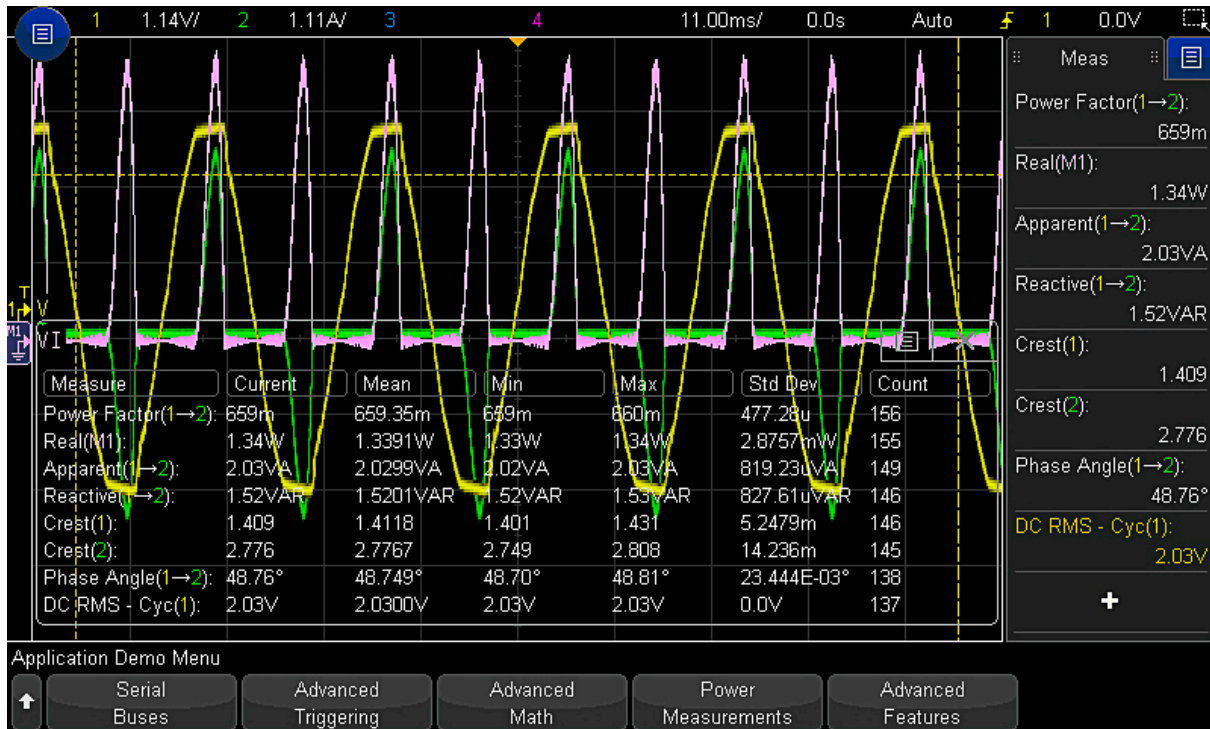 1 1.14V/ 2 1.11A/ 3 4 11.00ms/ 0.0s Auto 1 0.0V
Meas
Power Factor(1→2):
659m
Real(M1):
1.34W
Apparent(1→2):
2.03VA
Reactive(1→2):
1.52VAR
Crest(1):
1.409
Crest(2):
2.776
Phase Angle(1→2):
48.76°
DC RMS - Cyc(1):
2.03V
+
T
1 V
M1 VI
Measure Current Mean Min Max Std Dev Count
Power Factor(1→2): 659m 659.35m 659m 660m 477.28u 156
Real(M1): 1.34W 1.3391W 1.33W 1.34W 2.8757mW 155
Apparent(1→2): 2.03VA 2.0299VA 2.02VA 2.03VA 819.23uVA 149
Reactive(1→2): 1.52VAR 1.5201VAR 1.52VAR 1.53VAR 827.61uVAR 146
Crest(1): 1.409 1.4118 1.401 1.431 5.2479m 146
Crest(2): 2.776 2.7767 2.749 2.808 14.236m 145
Phase Angle(1→2): 48.76° 48.749° 48.70° 48.81° 23.444E-03° 138
DC RMS - Cyc(1): 2.03V 2.0300V 2.03V 2.03V 0.0V 137
Application Demo Menu
Serial
Buses
Advanced
Triggering
Advanced
Math
Power
Measurements
Advanced
Features